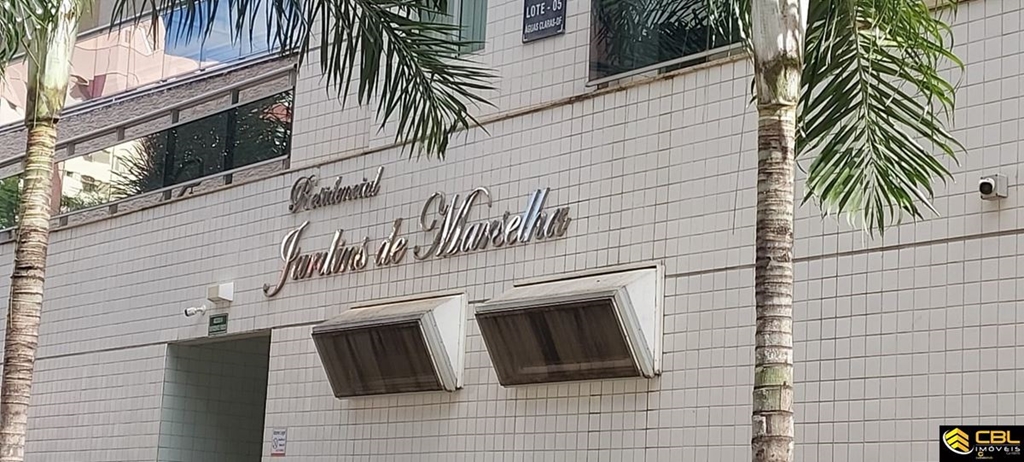 LOTE - 05
ÁGUAS CLARAS-DF
Residencial
Jardins de Marselha
CBL
IMÓVEIS